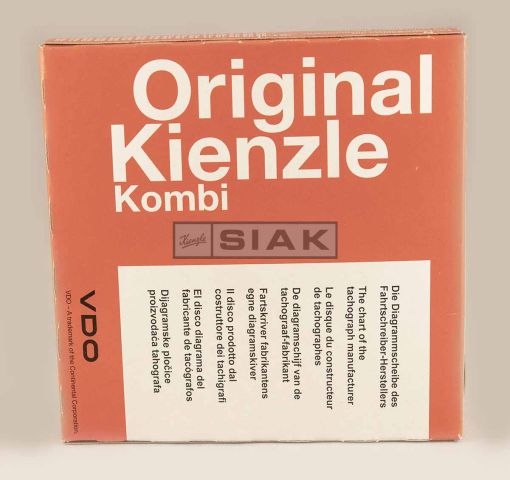 Original
Kienzle
Kombi
Kienzle
SIAK
Die Diagrammscheibe des
Fahrtschreiber-Herstellers
The chart of the
tachograph manufacturer
Le disque du constructeur
de tachographes
De diagramschijf van de
tachograaf-fabrikant
Fartskriver fabrikantens
egne diagramskiver
Il disco prodotto dal
costruttore dei tachigrafi
El disco diagrama del
fabricante de tacógrafos
Dijagramske pločice
proizvođača tahografa
VDO
VDO – A trademark of the Continental Corporation